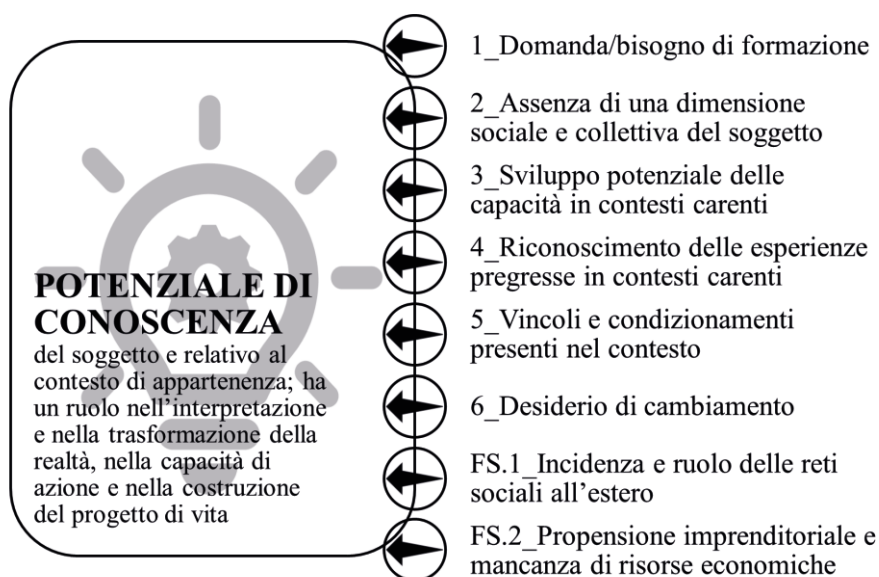 POTENZIALE DI
CONOSCENZA
del soggetto e relativo al
contesto di appartenenza; ha
un ruolo nell'interpretazione
e nella trasformazione della
realtà, nella capacità di
azione e nella costruzione
del progetto di vita
1_Domanda/bisogno di formazione
2_Assenza di una dimensione
sociale e collettiva del soggetto
3_Sviluppo potenziale delle
capacità in contesti carenti
4_Riconoscimento delle esperienze
pregresse in contesti carenti
5_Vincoli e condizionamenti
presenti nel contesto
6_Desiderio di cambiamento
FS.1_Incidenza e ruolo delle reti
sociali all'estero
FS.2_Propensione imprenditoriale e
mancanza di risorse economiche